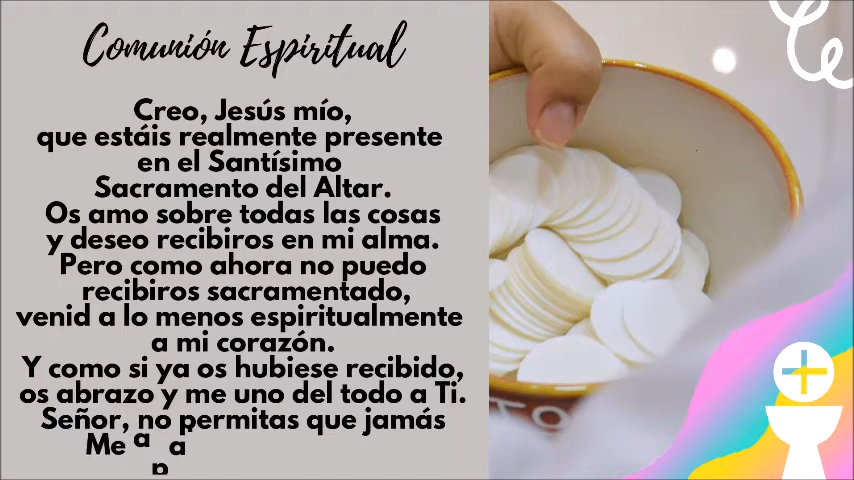 Comunión Espiritual
Creo, Jesús mío,
que estáis realmente presente
en el Santísimo
Sacramento del Altar.
Os amo sobre todas las cosas
y deseo recibiros en mi alma.
Pero como ahora no puedo
recibiros sacramentado,
venid a lo menos espiritualmente
a mi corazón.
Y como si ya os hubiese recibido,
os abrazo y me uno del todo a Ti.
Señor, no permitas que jamás
Me a a
p
TO